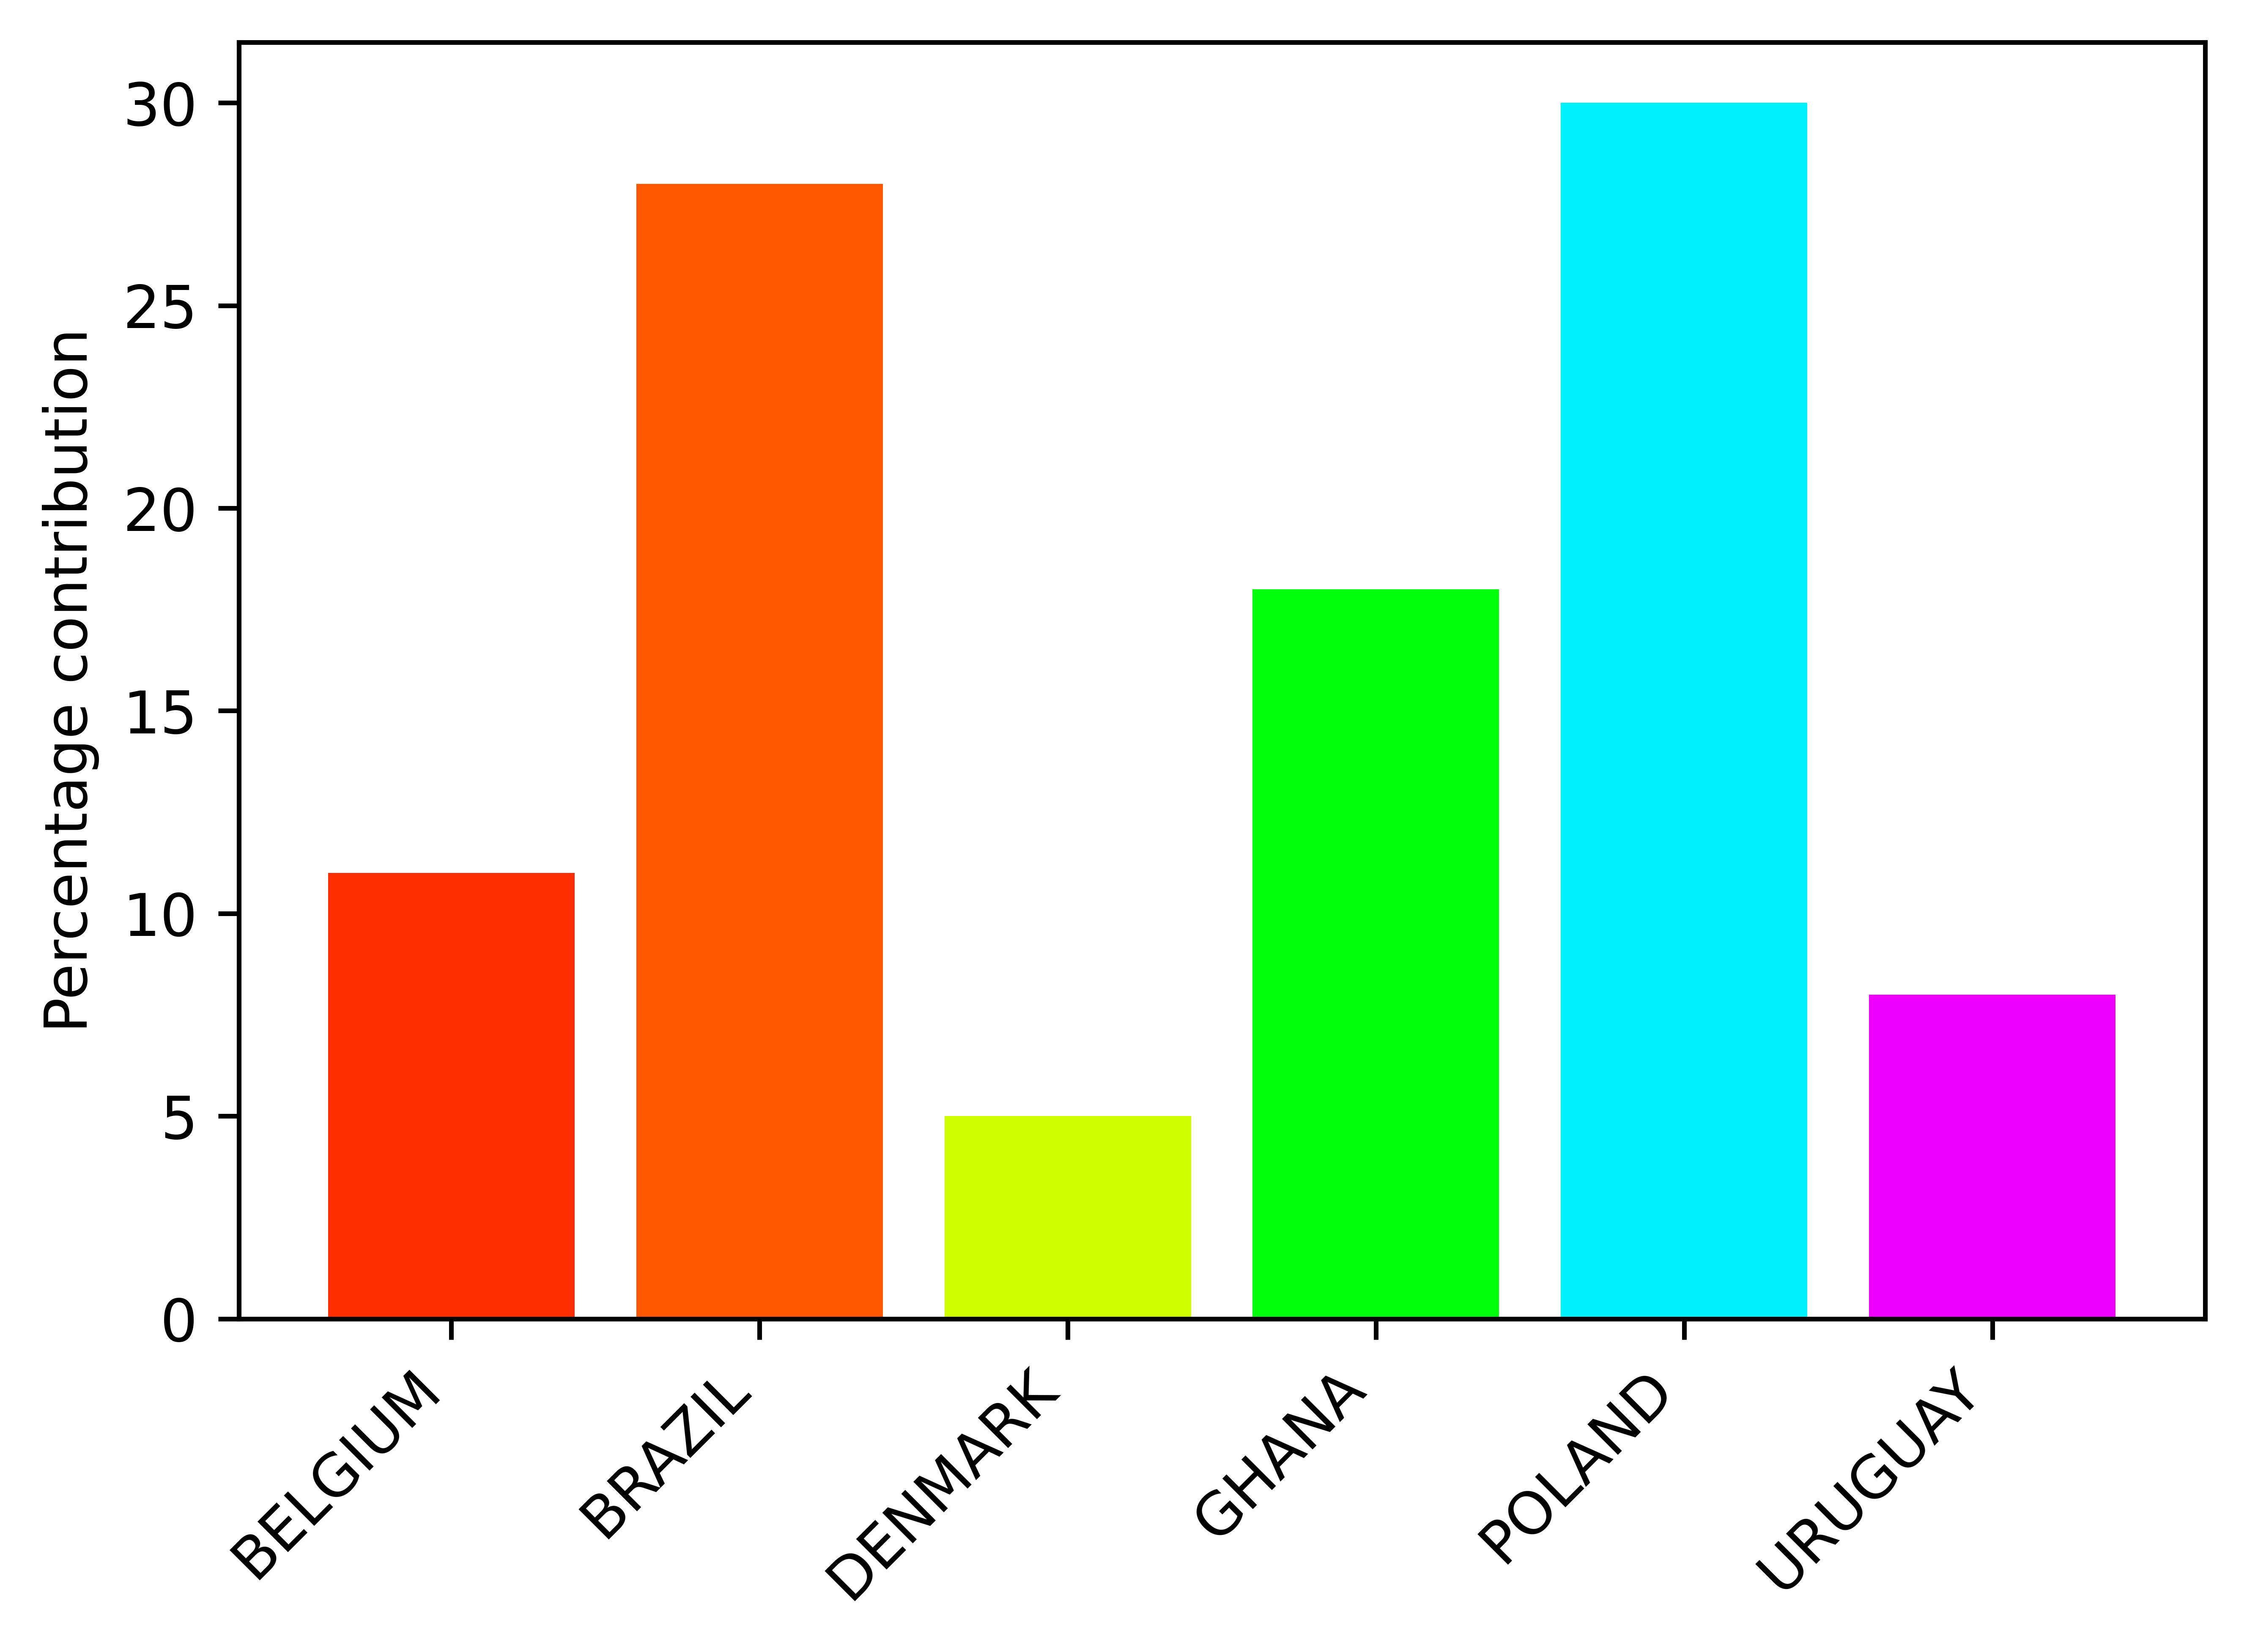 Percentage contribution
30
25
20
15
10
5
0
BELGIUM
BRAZIL
DENMARK
GHANA
POLAND
URUGUAY